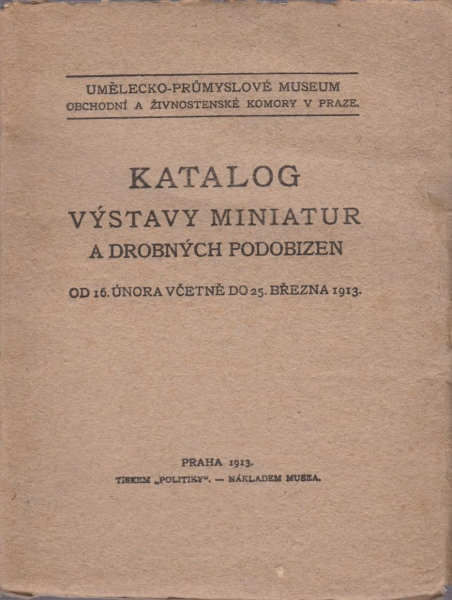 UMĚLECKO-PRŮMYSLOVÉ MUSEUM
OBCHODNÍ A ŽIVNOSTENSKÉ KOMORY V PRAZE.
KATALOG
VÝSTAVY MINIATUR
A DROBNÝCH PODOBIZEN
OD 16. ÚNORA VČETNĚ DO 25. BŘEZNA 1913.
PRAHA 1913.
TISKEM „POLITIKY“. — NÁKLADEM MUSEA.